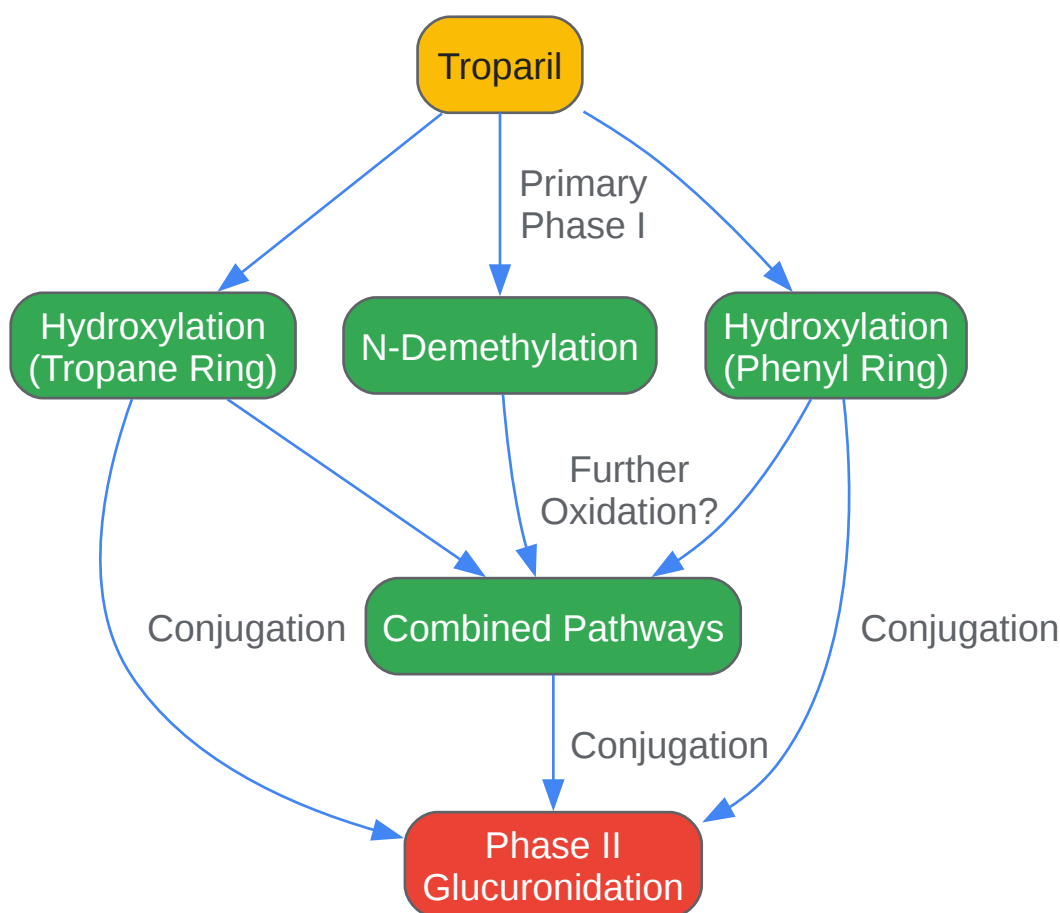 Troparil
Primary
Phase I
Hydroxylation
(Tropane Ring)
N-Demethylation
Hydroxylation
(Phenyl Ring)
Further
Oxidation?
Conjugation
Combined Pathways
Conjugation
Conjugation
Phase II
Glucuronidation